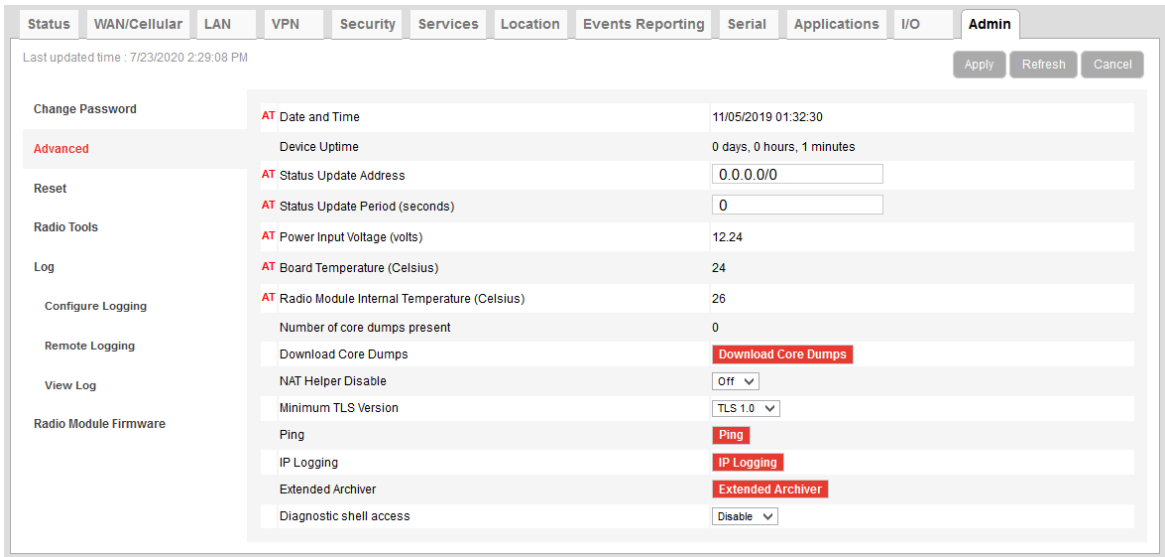 Status WAN/Cellular LAN VPN Security Services Location Events Reporting Serial Applications I/O Admin
Last updated time : 7/23/2020 2:29:08 PM
Apply Refresh Cancel
Change Password
Advanced
Reset
Radio Tools
Log
Configure Logging
Remote Logging
View Log
Radio Module Firmware
AT Date and Time 11/05/2019 01:32:30
Device Uptime 0 days, 0 hours, 1 minutes
AT Status Update Address 0.0.0.0/0
AT Status Update Period (seconds) 0
AT Power Input Voltage (volts) 12.24
AT Board Temperature (Celsius) 24
AT Radio Module Internal Temperature (Celsius) 26
Number of core dumps present 0
Download Core Dumps Download Core Dumps
NAT Helper Disable Off
Minimum TLS Version TLS 1.0
Ping Ping
IP Logging IP Logging
Extended Archiver Extended Archiver
Diagnostic shell access Disable